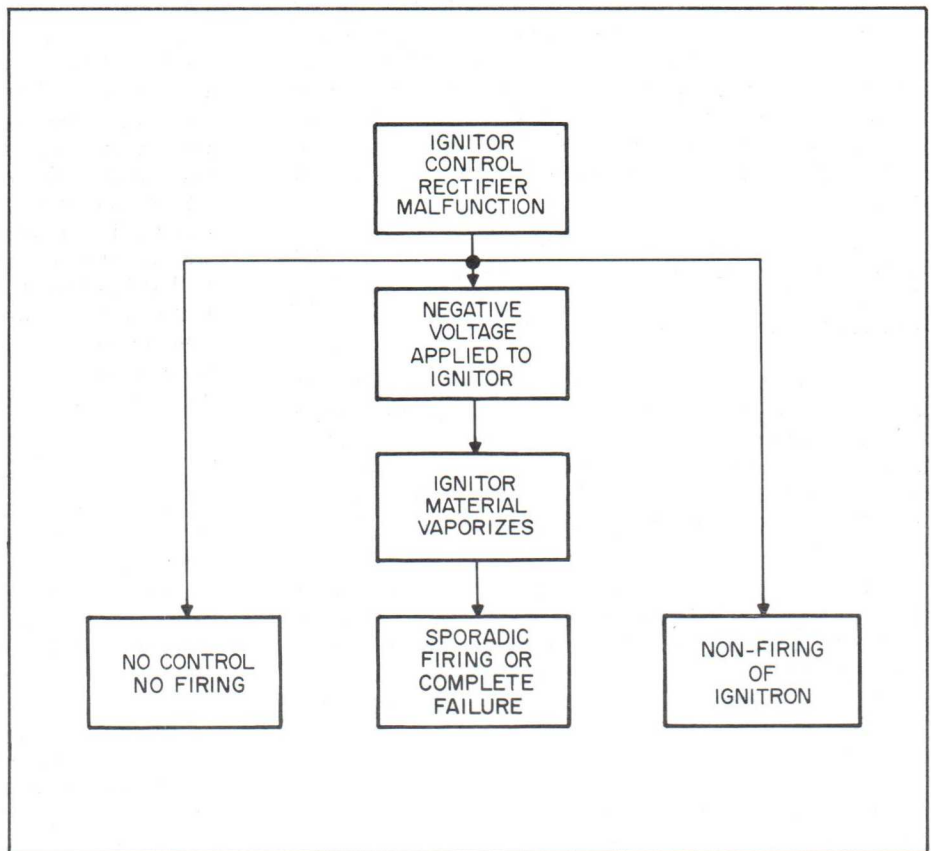 IGNITOR
CONTROL
RECTIFIER
MALFUNCTION
NEGATIVE
VOLTAGE
APPLIED TO
IGNITOR
IGNITOR
MATERIAL
VAPORIZES
NO CONTROL
NO FIRING
SPORADIC
FIRING OR
COMPLETE
FAILURE
NON-FIRING
OF
IGNITRON